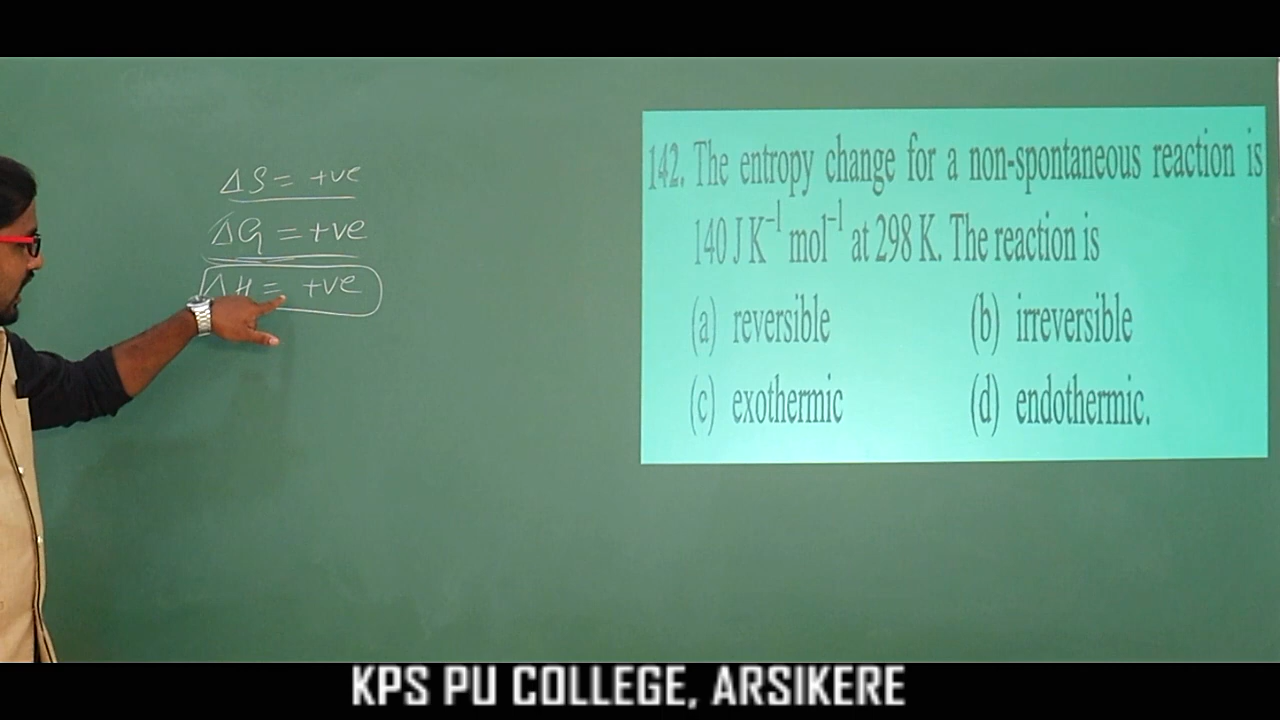 ΔS = +ve
ΔG = +ve
ΔH = +ve
142. The entropy change for a non-spontaneous reaction is
140 J K⁻¹ mol⁻¹ at 298 K. The reaction is
(a) reversible (b) irreversible
(c) exothermic (d) endothermic.
KPS PU COLLEGE, ARSIKERE